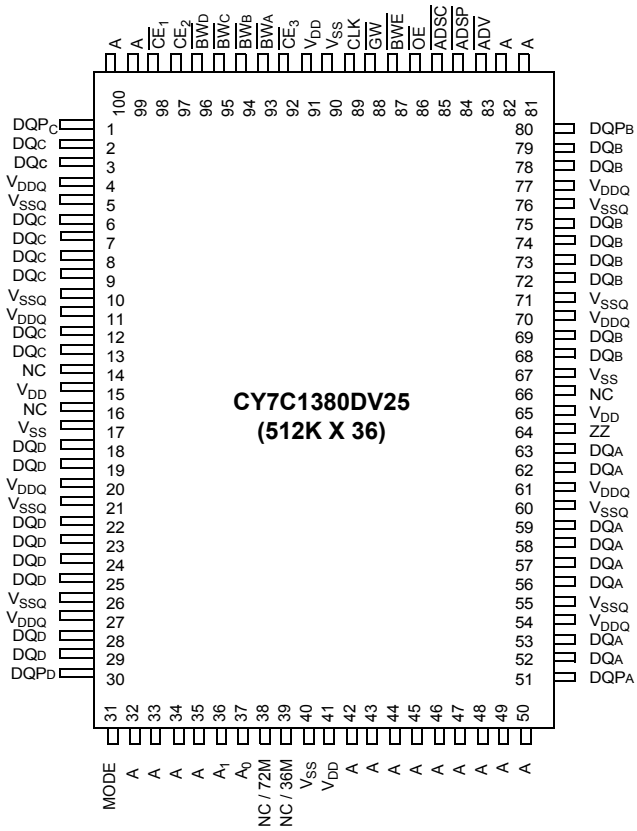 A A CE1 CE2 BWD BWC BWB BWA CE3 VDD VSS CLK GW BWE OE ADSC ADSP ADV A A
100 99 98 97 96 95 94 93 92 91 90 89 88 87 86 85 84 83 82 81
DQPC 1 80 DQPB
DQC 2 79 DQB
DQc 3 78 DQB
VDDQ 4 77 VDDQ
VSSQ 5 76 VSSQ
DQC 6 75 DQB
DQC 7 74 DQB
DQC 8 73 DQB
DQC 9 72 DQB
VSSQ 10 71 VSSQ
VDDQ 11 70 VDDQ
DQC 12 69 DQB
DQC 13 68 DQB
NC 14 67 VSS
VDD 15 66 NC
NC 16 65 VDD
VSS 17 64 ZZ
DQD 18 63 DQA
DQD 19 62 DQA
VDDQ 20 61 VDDQ
VSSQ 21 60 VSSQ
DQD 22 59 DQA
DQD 23 58 DQA
DQD 24 57 DQA
DQD 25 56 DQA
VSSQ 26 55 VSSQ
VDDQ 27 54 VDDQ
DQD 28 53 DQA
DQD 29 52 DQA
DQPD 30 51 DQPA
CY7C1380DV25
(512K X 36)
31 32 33 34 35 36 37 38 39 40 41 42 43 44 45 46 47 48 49 50
MODE A A A A A1 A0 NC / 72M NC / 36M VSS VDD A A A A A A A A A